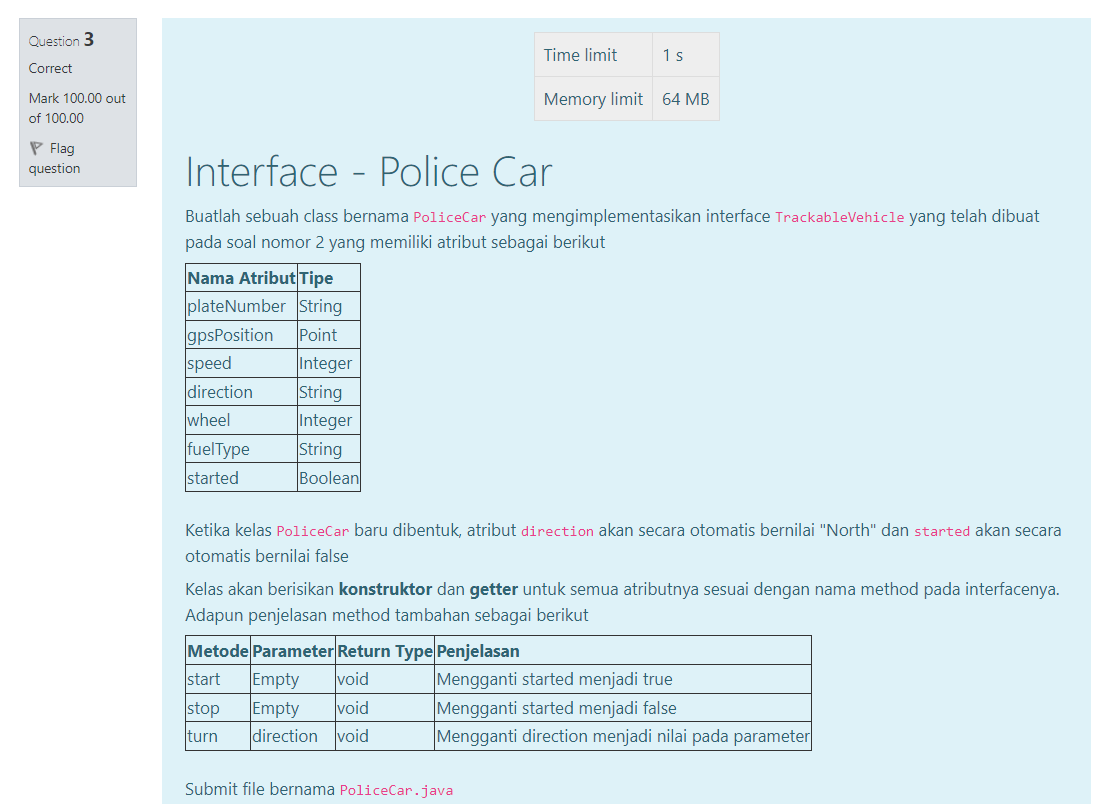 Question 3
Correct
Mark 100.00 out
of 100.00
Flag
question
Time limit 1 s
Memory limit 64 MB
Interface - Police Car
Buatlah sebuah class bernama PoliceCar yang mengimplementasikan interface TrackableVehicle yang telah dibuat
pada soal nomor 2 yang memiliki atribut sebagai berikut
Nama Atribut Tipe
plateNumber String
gpsPosition Point
speed Integer
direction String
wheel Integer
fuelType String
started Boolean
Ketika kelas PoliceCar baru dibentuk, atribut direction akan secara otomatis bernilai "North" dan started akan secara
otomatis bernilai false
Kelas akan berisikan konstruktor dan getter untuk semua atributnya sesuai dengan nama method pada interfacenya.
Adapun penjelasan method tambahan sebagai berikut
Metode Parameter Return Type Penjelasan
start Empty void Mengganti started menjadi true
stop Empty void Mengganti started menjadi false
turn direction void Mengganti direction menjadi nilai pada parameter
Submit file bernama PoliceCar.java